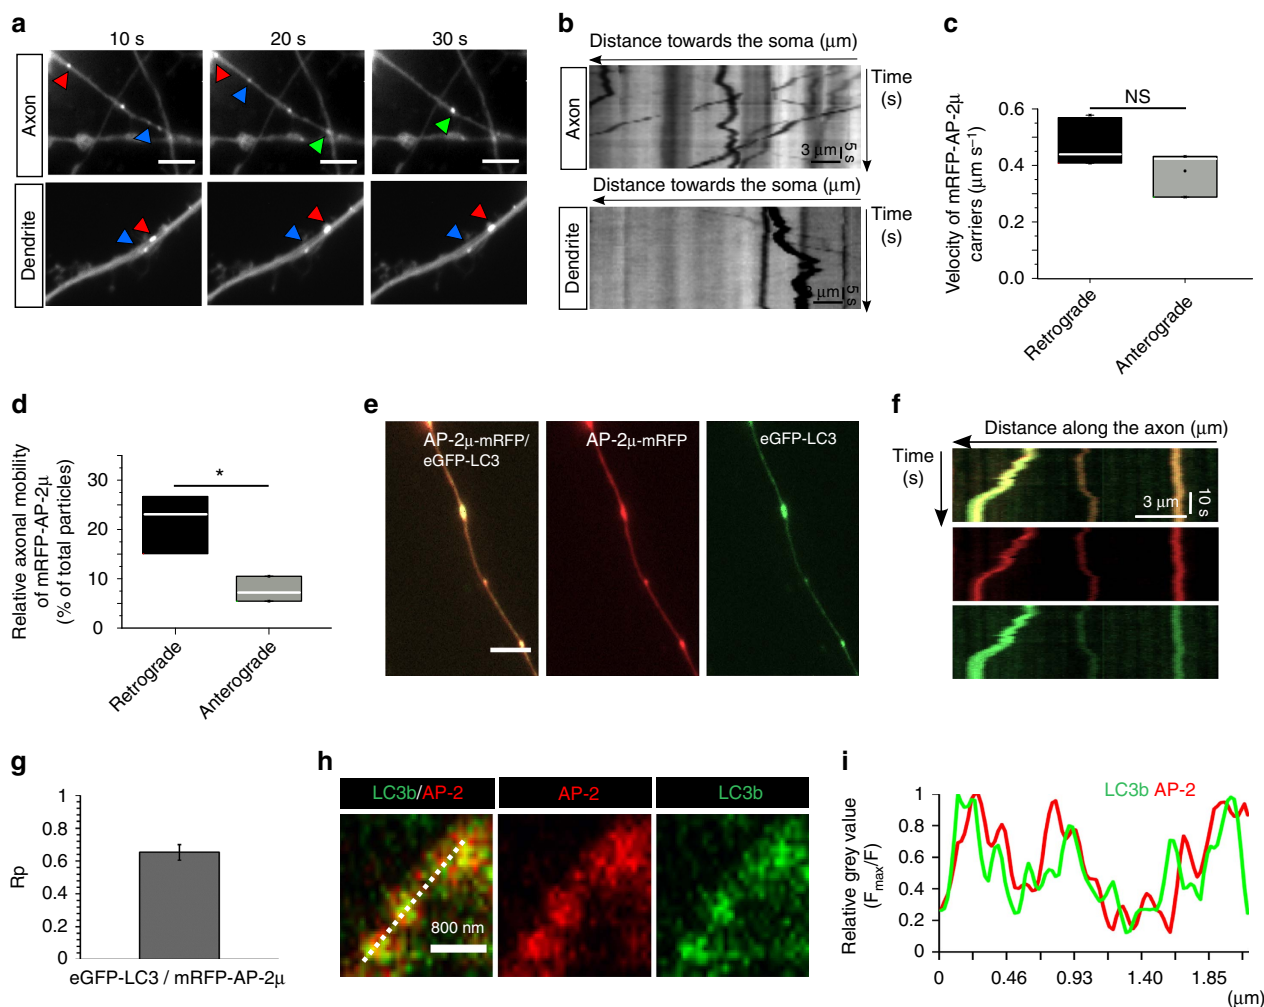 a
10 s
20 s
30 s
Axon
Dendrite
b
Distance towards the soma (µm)
Axon
Time
(s)
3 µm
5 s
Distance towards the soma (µm)
Dendrite
Time
(s)
3 µm
5 s
c
Velocity of mRFP-AP-2µ
carriers (µm s⁻¹)
0.6
0.4
0.2
0.0
NS
Retrograde
Anterograde
d
Relative axonal mobility
of mRFP-AP-2µ
(% of total particles)
30
20
10
0
*
Retrograde
Anterograde
e
AP-2µ-mRFP/
eGFP-LC3
AP-2µ-mRFP
eGFP-LC3
f
Distance along the axon (µm)
Time
(s)
3 µm
10 s
g
Rp
1
0.8
0.6
0.4
0.2
0
eGFP-LC3 / mRFP-AP-2µ
h
LC3b/AP-2
AP-2
LC3b
800 nm
i
LC3b AP-2
Relative grey value
(Fmax/F)
1
0.8
0.6
0.4
0.2
0
0
0.46
0.93
1.40
1.85
(µm)